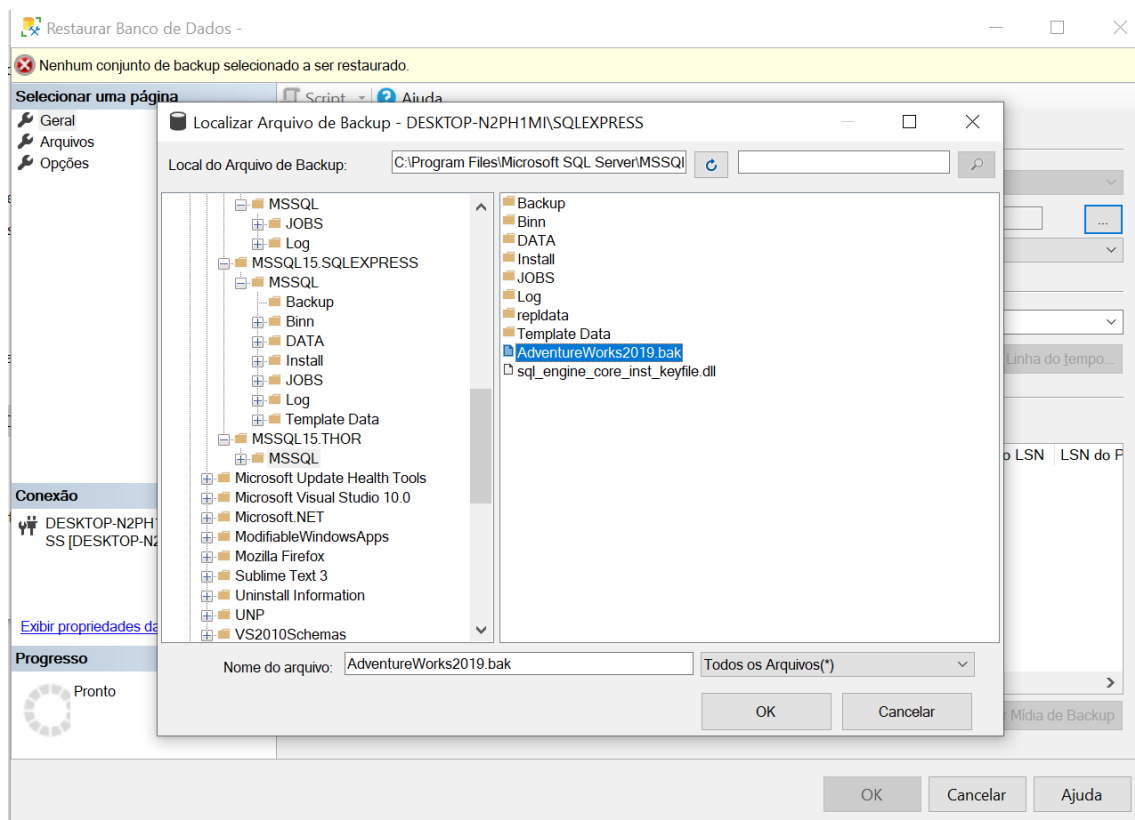 Restaurar Banco de Dados -
Nenhum conjunto de backup selecionado a ser restaurado.
Selecionar uma página
Script
Ajuda
Geral
Arquivos
Opções
Localizar Arquivo de Backup - DESKTOP-N2PH1MI\SQLEXPRESS
Local do Arquivo de Backup:
C:\Program Files\Microsoft SQL Server\MSSQl
MSSQL
JOBS
Log
MSSQL15.SQLEXPRESS
MSSQL
Backup
Binn
DATA
Install
JOBS
Log
Template Data
MSSQL15.THOR
MSSQL
Microsoft Update Health Tools
Microsoft Visual Studio 10.0
Microsoft.NET
ModifiableWindowsApps
Mozilla Firefox
Sublime Text 3
Uninstall Information
UNP
VS2010Schemas
Backup
Binn
DATA
Install
JOBS
Log
repldata
Template Data
AdventureWorks2019.bak
sql_engine_core_inst_keyfile.dll
Nome do arquivo:
AdventureWorks2019.bak
Todos os Arquivos(*)
OK
Cancelar
...
Linha do tempo...
o LSN
LSN do P
Conexão
DESKTOP-N2PH
SS [DESKTOP-N2
Exibir propriedades da
Progresso
Pronto
Mídia de Backup
OK
Cancelar
Ajuda